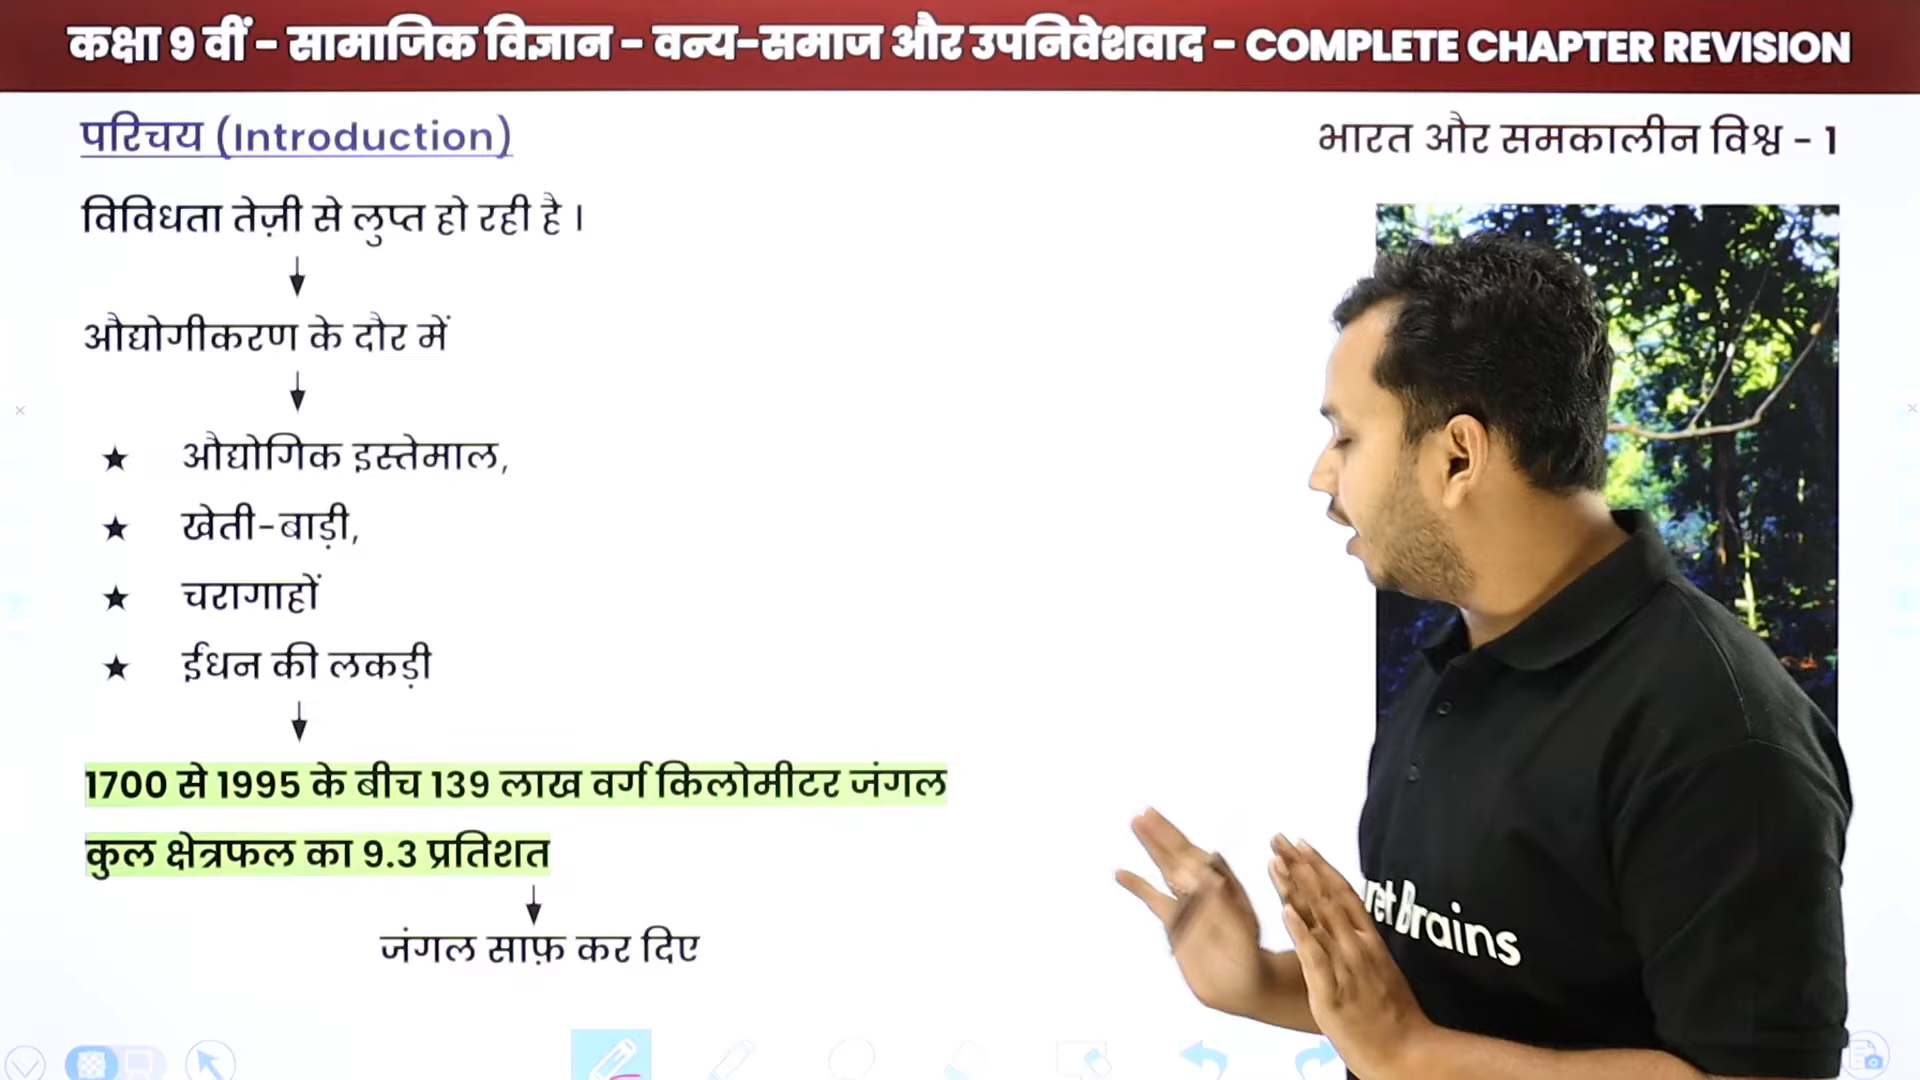 कक्षा 9 वीं - सामाजिक विज्ञान - वन्य-समाज और उपनिवेशवाद - COMPLETE CHAPTER REVISION
परिचय (Introduction)
भारत और समकालीन विश्व - 1
विविधता तेज़ी से लुप्त हो रही है ।
औद्योगीकरण के दौर में
★ औद्योगिक इस्तेमाल,
★ खेती-बाड़ी,
★ चरागाहों
★ ईंधन की लकड़ी
1700 से 1995 के बीच 139 लाख वर्ग किलोमीटर जंगल
कुल क्षेत्रफल का 9.3 प्रतिशत
जंगल साफ़ कर दिए
Brains